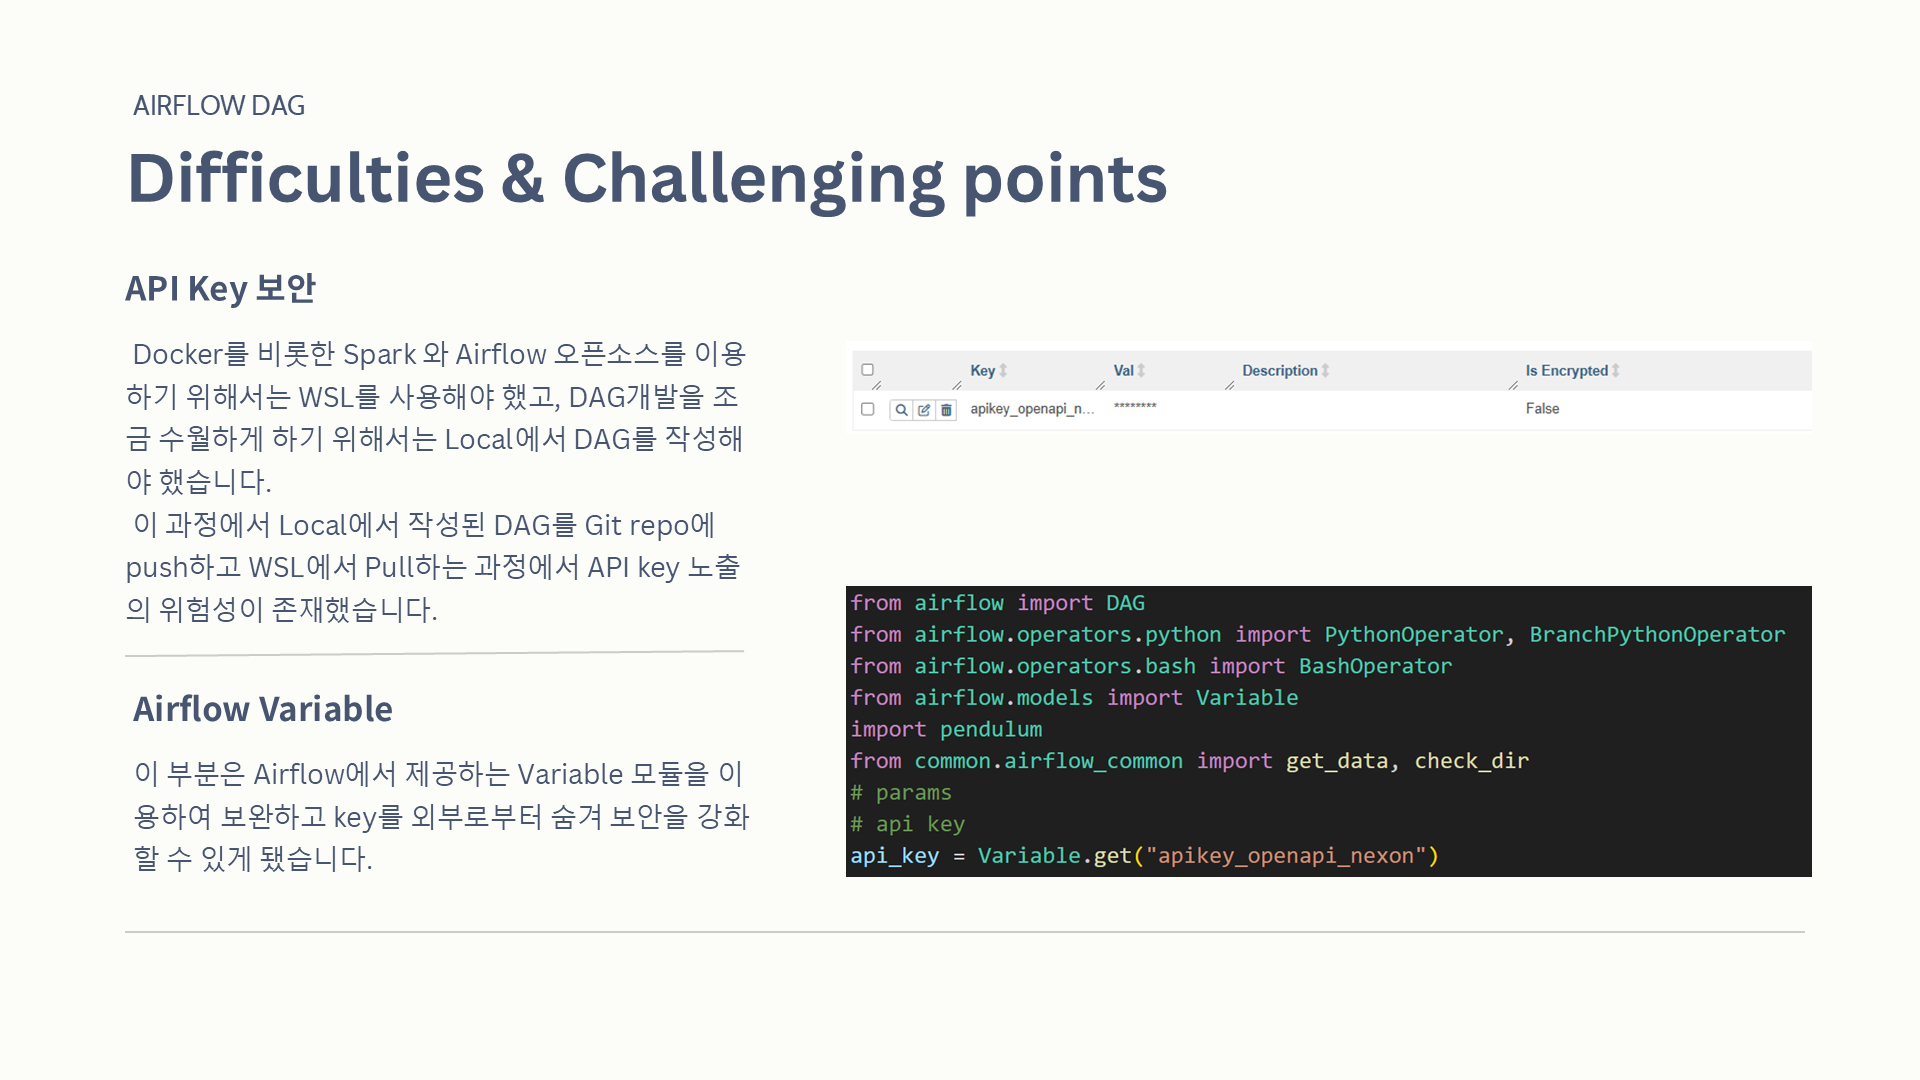 AIRFLOW DAG
Difficulties & Challenging points
API Key 보안
Docker를 비롯한 Spark 와 Airflow 오픈소스를 이용
하기 위해서는 WSL를 사용해야 했고, DAG개발을 조
금 수월하게 하기 위해서는 Local에서 DAG를 작성해
야 했습니다.
이 과정에서 Local에서 작성된 DAG를 Git repo에
push하고 WSL에서 Pull하는 과정에서 API key 노출
의 위험성이 존재했습니다.
Airflow Variable
이 부분은 Airflow에서 제공하는 Variable 모듈을 이
용하여 보완하고 key를 외부로부터 숨겨 보안을 강화
할 수 있게 됐습니다.
Key Val Description Is Encrypted
apikey_openapi_n... ******** False
from airflow import DAG
from airflow.operators.python import PythonOperator, BranchPythonOperator
from airflow.operators.bash import BashOperator
from airflow.models import Variable
import pendulum
from common.airflow_common import get_data, check_dir
# params
# api key
api_key = Variable.get("apikey_openapi_nexon")